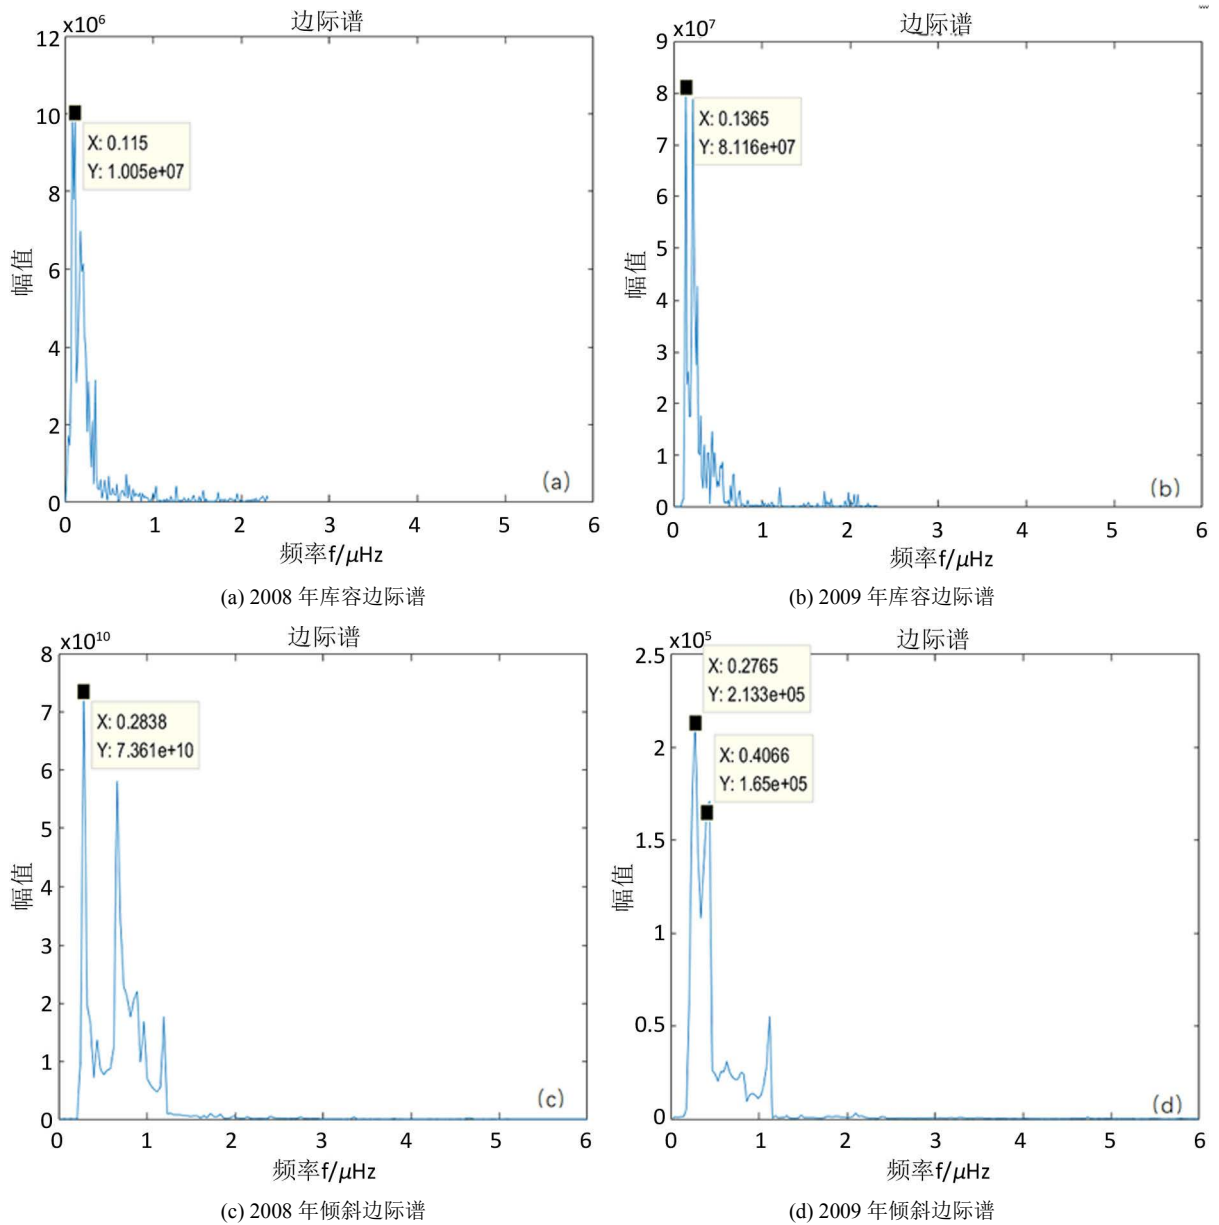 边际谱
x10⁶
12
10
8
6
4
2
0
X: 0.115
Y: 1.005e+07
幅值
(a)
0 1 2 3 4 5 6
频率f/μHz
(a) 2008 年库容边际谱
边际谱
x10⁷
9
8
7
6
5
4
3
2
1
0
X: 0.1365
Y: 8.116e+07
幅值
(b)
0 1 2 3 4 5 6
频率f/μHz
(b) 2009 年库容边际谱
边际谱
x10¹⁰
8
7
6
5
4
3
2
1
0
X: 0.2838
Y: 7.361e+10
幅值
(c)
0 1 2 3 4 5 6
频率f/μHz
(c) 2008 年倾斜边际谱
边际谱
x10⁵
2.5
2
1.5
1
0.5
0
X: 0.2765
Y: 2.133e+05
X: 0.4066
Y: 1.65e+05
幅值
(d)
0 1 2 3 4 5 6
频率f/μHz
(d) 2009 年倾斜边际谱